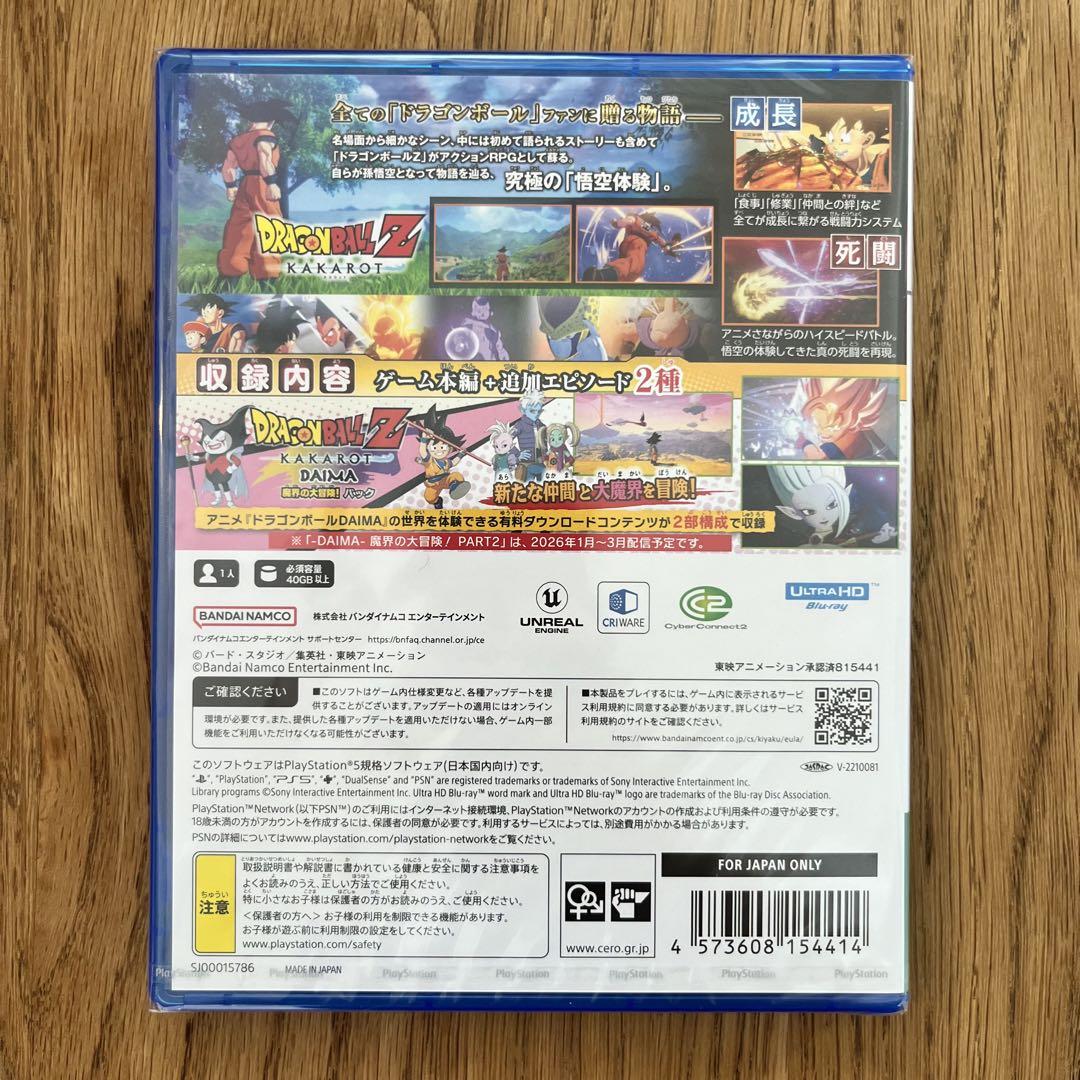 全ての「ドラゴンボール」ファンに贈る物語——
名場面から細かなシーン、中には初めて語られるストーリーも含めて
「ドラゴンボールZ」がアクションRPGとして蘇る。
自らが孫悟空となって物語を辿る、究極の「悟空体験」。
DRAGON BALL Z
KAKAROT
成長
「食事」「修業」「仲間との絆」など
全てが成長に繋がる戦闘力システム
死闘
アニメさながらのハイスピードバトル。
悟空の体験してきた真の死闘を再現。
収録内容 ゲーム本編+追加エピソード2種
DRAGON BALL Z
KAKAROT
DAIMA
魔界の大冒険！パック
新たな仲間と大魔界を冒険！
アニメ『ドラゴンボールDAIMA』の世界を体験できる有料ダウンロードコンテンツが2部構成で収録
※「-DAIMA- 魔界の大冒険！ PART2」は、2026年1月～3月配信予定です。
1人
必須容量
40GB以上
BANDAI NAMCO
株式会社 バンダイナムコ エンターテインメント
UNREAL
ENGINE
CRIWARE
CyberConnect2
ULTRA HD
Blu-ray™
バンダイナムコエンターテインメント サポートセンター https://bnfaq.channel.or.jp/ce
© バード・スタジオ／集英社・東映アニメーション
©Bandai Namco Entertainment Inc.
東映アニメーション承認済815441
ご確認ください
■このソフトはゲーム内仕様変更など、各種アップデートを提
供することがございます。アップデートの適用にはオンライン
環境が必要です。また、提供した各種アップデートを適用いただけない場合、ゲーム内一部
機能をご利用いただけなくなる可能性がございます。
■本製品をプレイするには、ゲーム内に表示されるサービ
ス利用規約に同意する必要があります。詳しくはサービス
利用規約のサイトをご確認ください。
https://www.bandainamcoent.co.jp/cs/kiyaku/eula/
このソフトウェアはPlayStation®5規格ソフトウェア(日本国内向け)です。
V-2210081
"PlayStation", "PS5", "DualSense" and "PSN" are registered trademarks or trademarks of Sony Interactive Entertainment Inc.
Library programs ©Sony Interactive Entertainment Inc. Ultra HD Blu-ray™ word mark and Ultra HD Blu-ray™ logo are trademarks of the Blu-ray Disc Association.
PlayStation™Network (以下PSN™)のご利用にはインターネット接続環境、PlayStation™Networkのアカウントの作成および利用条件の遵守が必要です。
18歳未満の方がアカウントを作成するには、保護者の同意が必要です。利用するサービスによっては、別途費用がかかる場合があります。
PSNの詳細についてはwww.playstation.com/playstation-networkをご覧ください。
注意
取扱説明書や解説書に書かれている健康と安全に関する注意事項を
よくお読みのうえ、正しい方法でご使用ください。
特に小さなお子様は保護者の方がお読みのうえ、ご使用ください。
＜保護者の方へ＞ お子様の利用を制限できる機能があります。
お子様が遊ぶ前に利用制限の設定をしてください。
www.playstation.com/safety
www.cero.gr.jp
FOR JAPAN ONLY
4 573608 154414
SJ00015786
MADE IN JAPAN
PlayStation PlayStation PlayStation PlayStation PlayStation PlayStation PlayStation